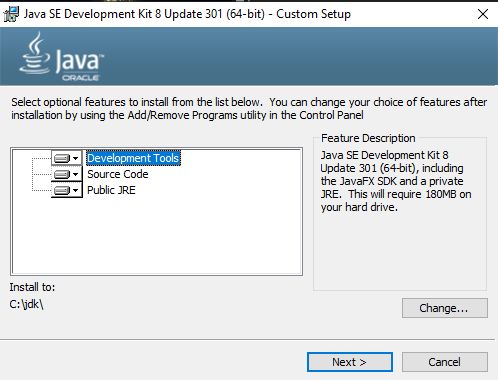 Java SE Development Kit 8 Update 301 (64-bit) - Custom Setup
Java
ORACLE
Select optional features to install from the list below. You can change your choice of features after
installation by using the Add/Remove Programs utility in the Control Panel
Development Tools
Source Code
Public JRE
Feature Description
Java SE Development Kit 8
Update 301 (64-bit), including
the JavaFX SDK and a private
JRE. This will require 180MB on
your hard drive.
Install to:
C:\jdk\
Change...
Next >
Cancel